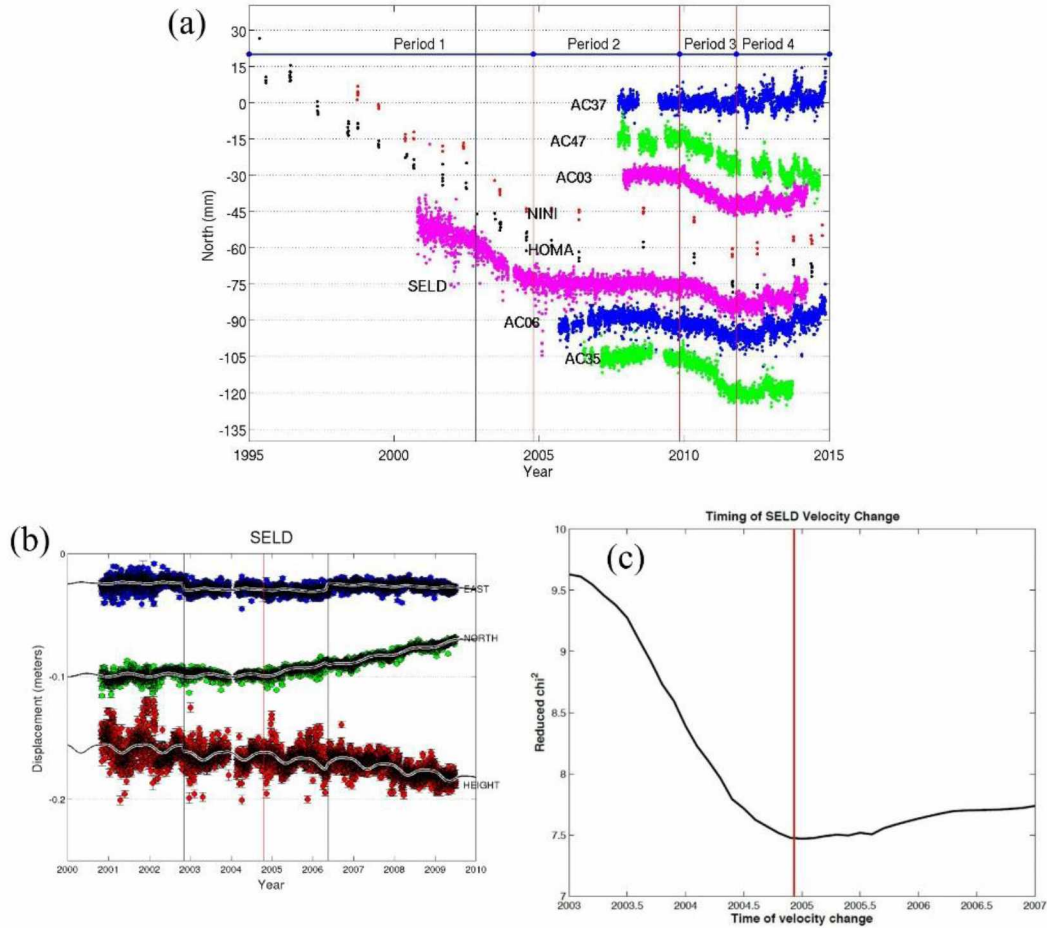 (a)
30
15
0
-15
-30
-45
-60
-75
-90
-105
-120
-135
North (mm)
Period 1 Period 2 Period 3 Period 4
AC37
AC47
AC03
NINI
HOMA
SELD
AC06
AC35
1995 2000 2005 2010 2015
Year
(b)
SELD
0
-0.1
-0.2
Displacement (meters)
EAST
NORTH
HEIGHT
2000 2001 2002 2003 2004 2005 2006 2007 2008 2009 2010
Year
(c)
Timing of SELD Velocity Change
10
9.5
9
8.5
8
7.5
7
Reduced chi²
2003 2003.5 2004 2004.5 2005 2005.5 2006 2006.5 2007
Time of velocity change